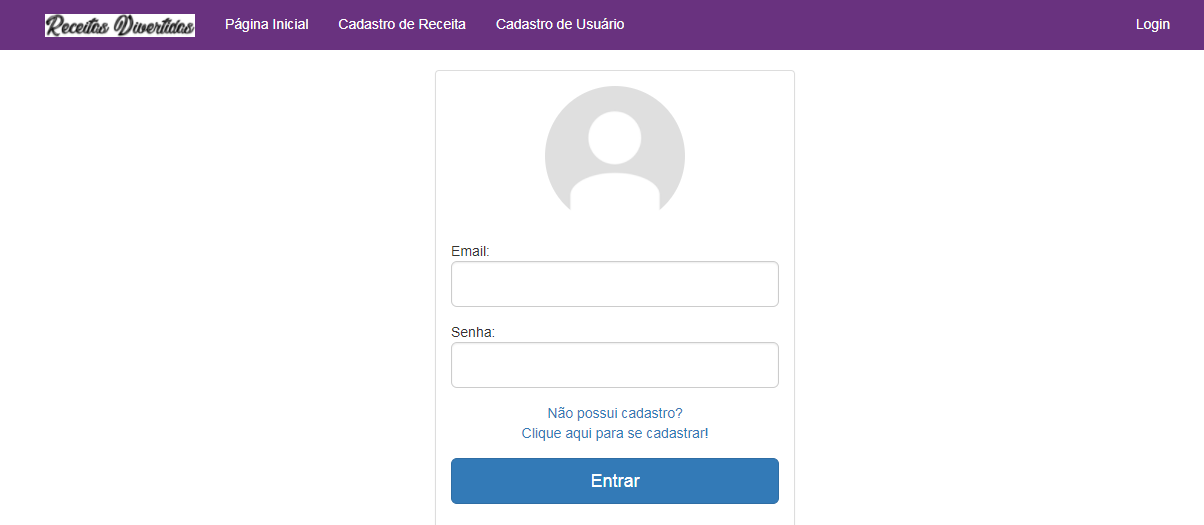 Receitas Divertidas Página Inicial Cadastro de Receita Cadastro de Usuário Login
Email:
Senha:
Não possui cadastro?
Clique aqui para se cadastrar!
Entrar